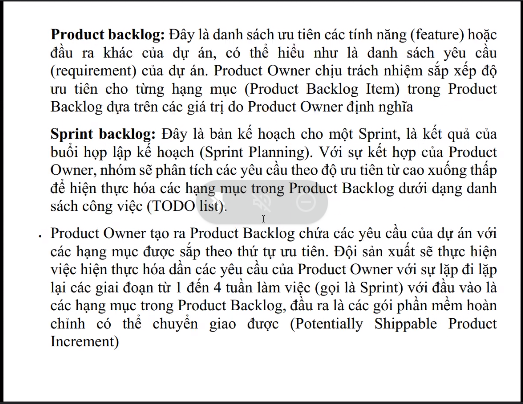 Product backlog: Đây là danh sách ưu tiên các tính năng (feature) hoặc
đầu ra khác của dự án, có thể hiểu như là danh sách yêu cầu
(requirement) của dự án. Product Owner chịu trách nhiệm sắp xếp độ
ưu tiên cho từng hạng mục (Product Backlog Item) trong Product
Backlog dựa trên các giá trị do Product Owner định nghĩa
Sprint backlog: Đây là bản kế hoạch cho một Sprint, là kết quả của
buổi họp lập kế hoạch (Sprint Planning). Với sự kết hợp của Product
Owner, nhóm sẽ phân tích các yêu cầu theo độ ưu tiên từ cao xuống thấp
để hiện thực hóa các hạng mục trong Product Backlog dưới dạng danh
sách công việc (TODO list).
. Product Owner tạo ra Product Backlog chứa các yêu cầu của dự án với
các hạng mục được sắp theo thứ tự ưu tiên. Đội sản xuất sẽ thực hiện
việc hiện thực hóa dần các yêu cầu của Product Owner với sự lặp đi lặp
lại các giai đoạn từ 1 đến 4 tuần làm việc (gọi là Sprint) với đầu vào là
các hạng mục trong Product Backlog, đầu ra là các gói phần mềm hoàn
chỉnh có thể chuyển giao được (Potentially Shippable Product
Increment)